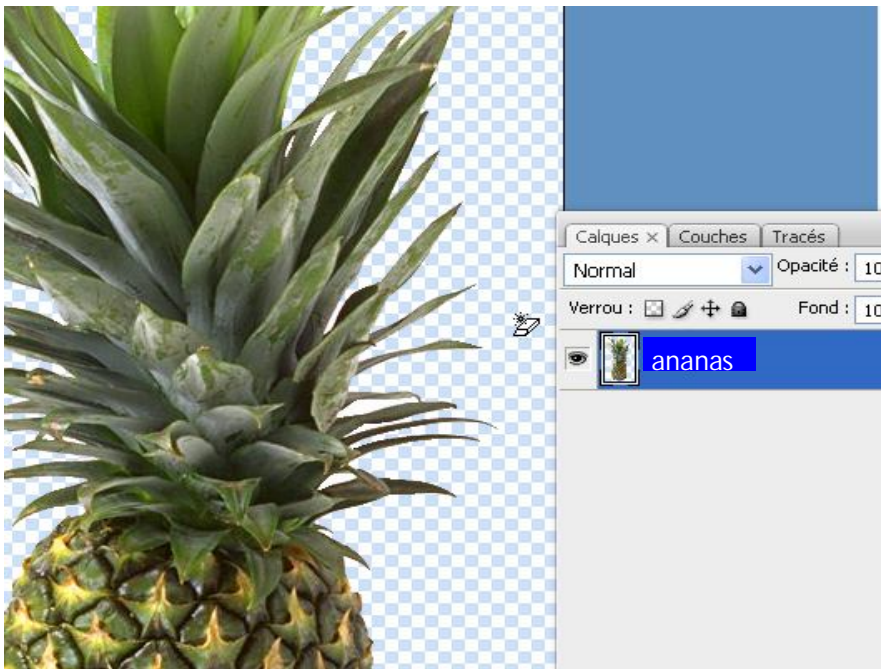 Calques × Couches Tracés
Normal Opacité : 10
Verrou : Fond : 10
ananas